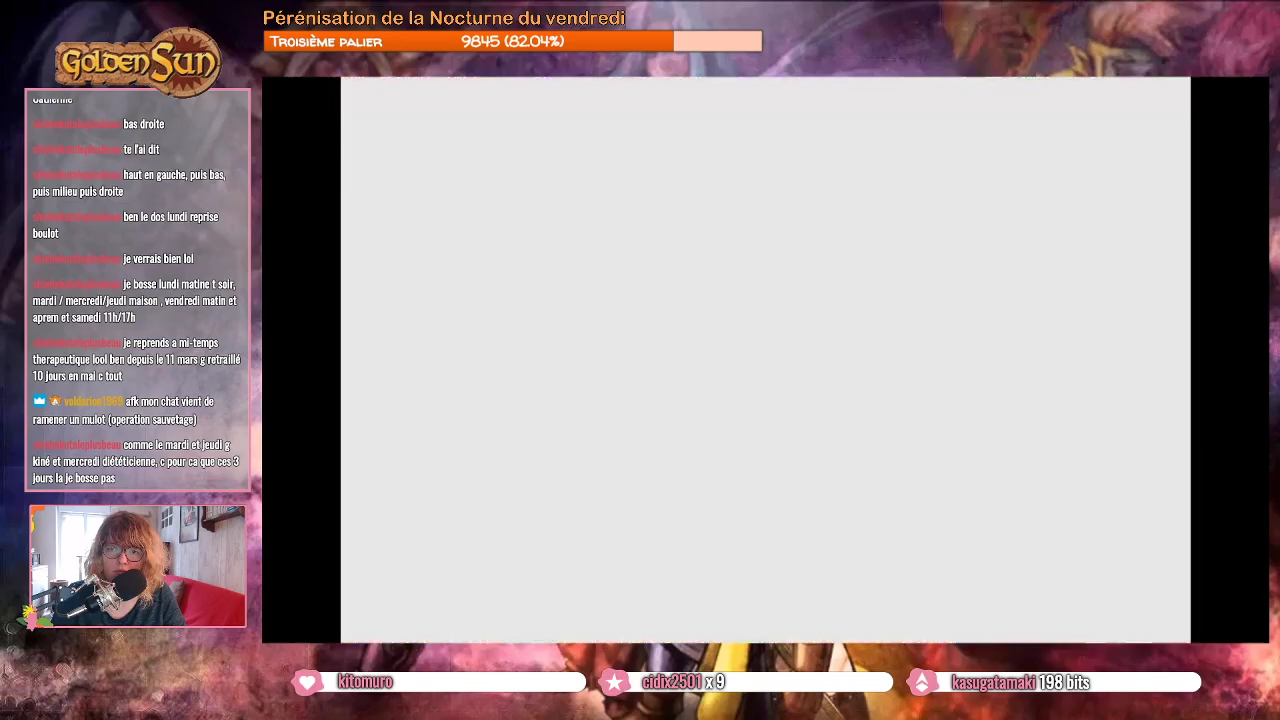 Pérénisation de la Nocturne du vendredi
Troisième palier 9845 (82.04%)
Golden Sun
bas droite
te l'ai dit
haut en gauche, puis bas,
puis milieu puis droite
ben le dos lundi reprise
boulot
je verrais bien lol
je bosse lundi matine t soir,
mardi / mercredi/jeudi maison , vendredi matin et
aprem et samedi 11h/17h
je reprends a mi-temps
therapeutique lool ben depuis le 11 mars g retraillé
10 jours en mai c tout
volderion1969 afk mon chat vient de
ramener un mulot (operation sauvetage)
comme le mardi et jeudi g
kiné et mercredi diététicienne, c pour ca que ces 3
jours la je bosse pas
kitomuro
cidix2501 x 9
kasugatamaki 198 bits